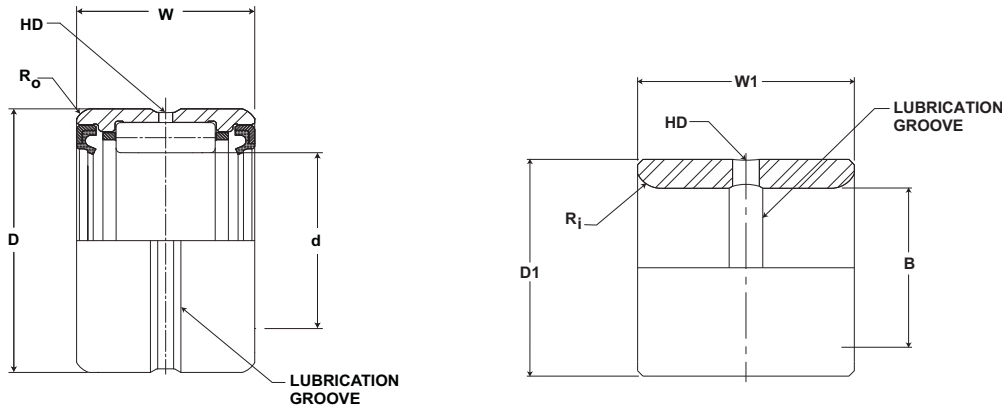 W
HD
Ro
D
d
LUBRICATION
GROOVE
W1
HD
LUBRICATION
GROOVE
Ri
D1
B